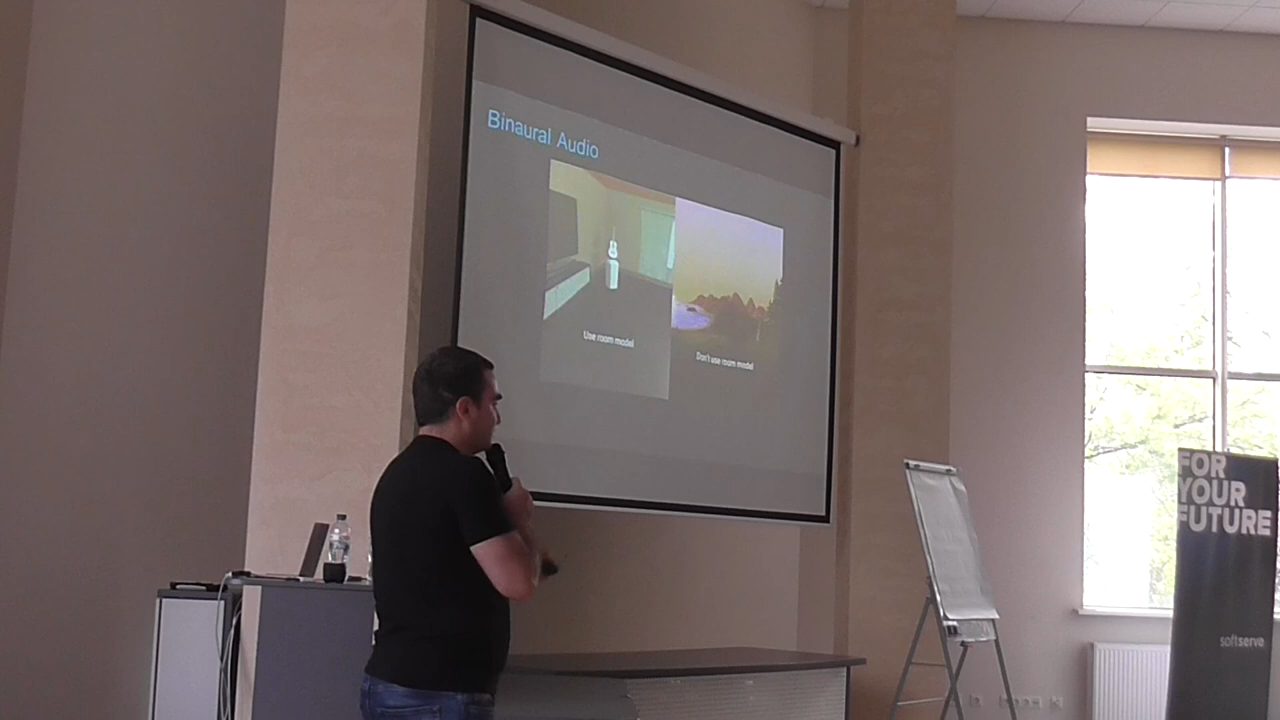 Binaural Audio
Use room model
Don't use room model
FOR
YOUR
FUTURE
softserve